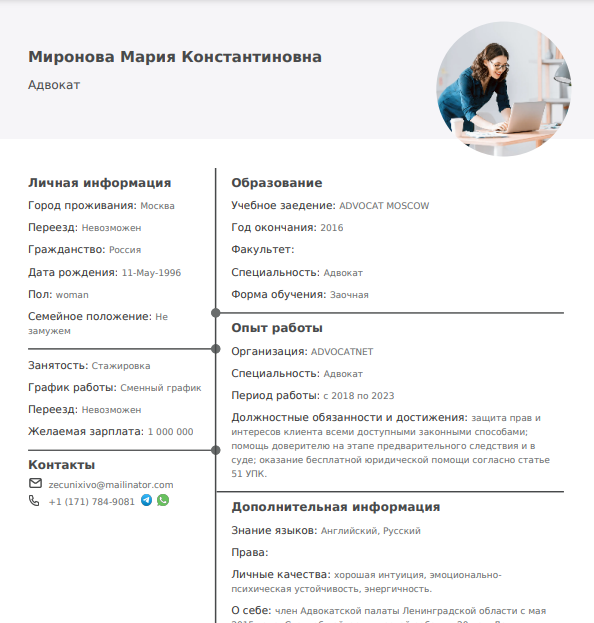 Миронова Мария Константиновна
Адвокат
Личная информация
Город проживания: Москва
Переезд: Невозможен
Гражданство: Россия
Дата рождения: 11-May-1996
Пол: woman
Семейное положение: Не
замужем
Занятость: Стажировка
График работы: Сменный график
Переезд: Невозможен
Желаемая зарплата: 1 000 000
Контакты
zecunixivo@mailinator.com
+1 (171) 784-9081
Образование
Учебное заедение: ADVOCAT MOSCOW
Год окончания: 2016
Факультет:
Специальность: Адвокат
Форма обучения: Заочная
Опыт работы
Организация: ADVOCATNET
Специальность: Адвокат
Период работы: с 2018 по 2023
Должностные обязанности и достижения: защита прав и
интересов клиента всеми доступными законными способами;
помощь доверителю на этапе предварительного следствия и в
суде; оказание бесплатной юридической помощи согласно статье
51 УПК.
Дополнительная информация
Знание языков: Английский, Русский
Права:
Личные качества: хорошая интуиция, эмоционально-
психическая устойчивость, энергичность.
О себе: член Адвокатской палаты Ленинградской области с мая